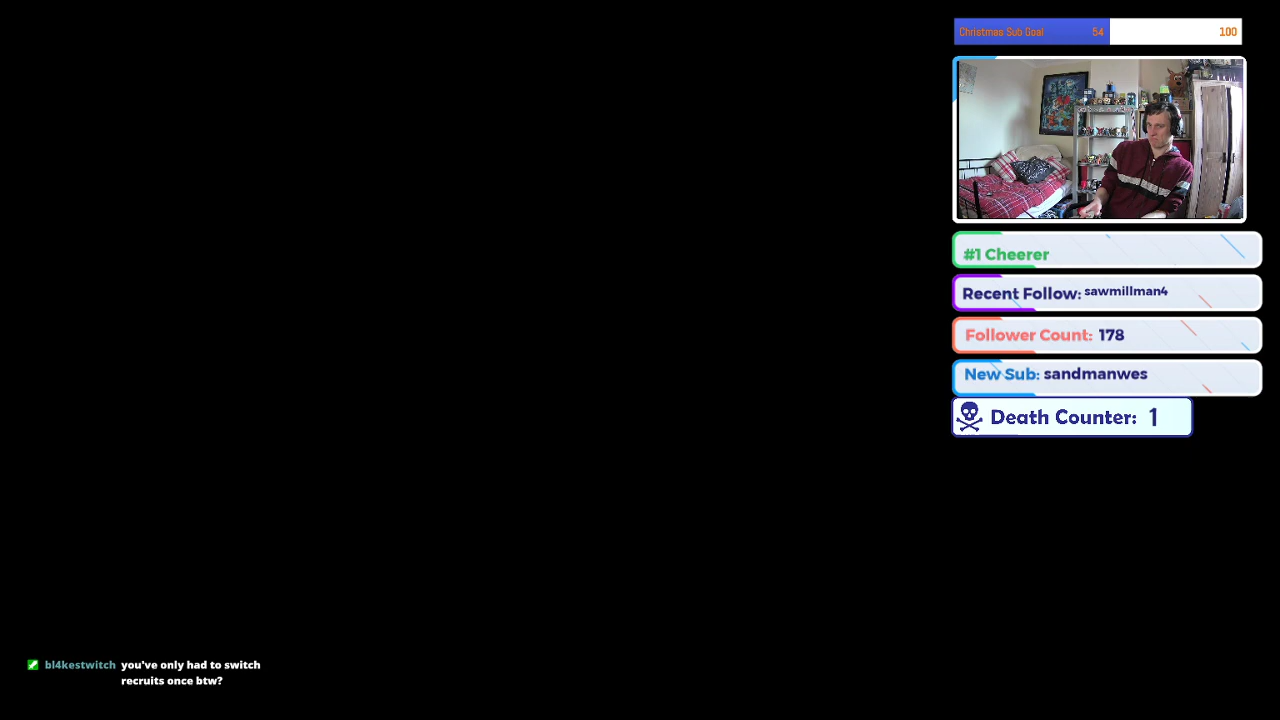 Christmas Sub Goal 54 100
#1 Cheerer
Recent Follow: sawmillman4
Follower Count: 178
New Sub: sandmanwes
Death Counter: 1
bl4kestwitch you've only had to switch
recruits once btw?